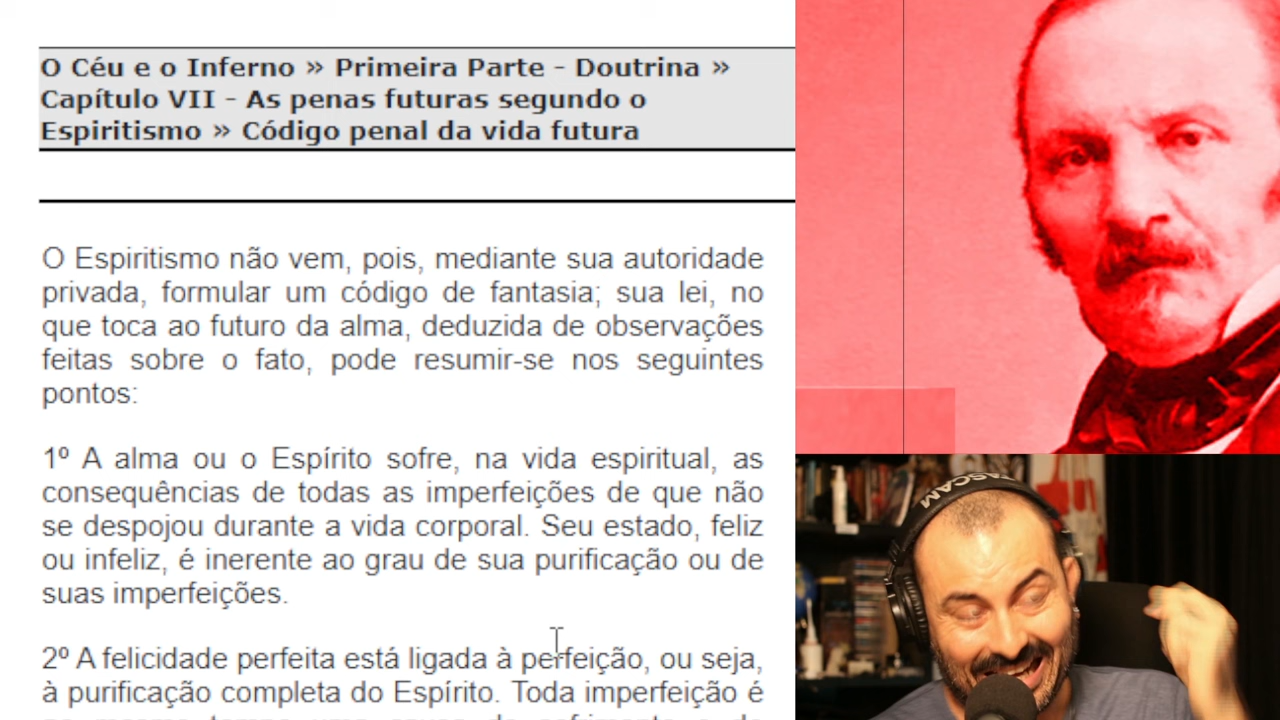 O Céu e o Inferno » Primeira Parte - Doutrina »
Capítulo VII - As penas futuras segundo o
Espiritismo » Código penal da vida futura
O Espiritismo não vem, pois, mediante sua autoridade
privada, formular um código de fantasia; sua lei, no
que toca ao futuro da alma, deduzida de observações
feitas sobre o fato, pode resumir-se nos seguintes
pontos:
1º A alma ou o Espírito sofre, na vida espiritual, as
consequências de todas as imperfeições de que não
se despojou durante a vida corporal. Seu estado, feliz
ou infeliz, é inerente ao grau de sua purificação ou de
suas imperfeições.
2º A felicidade perfeita está ligada à perfeição, ou seja,
à purificação completa do Espírito. Toda imperfeição é
TASCAM